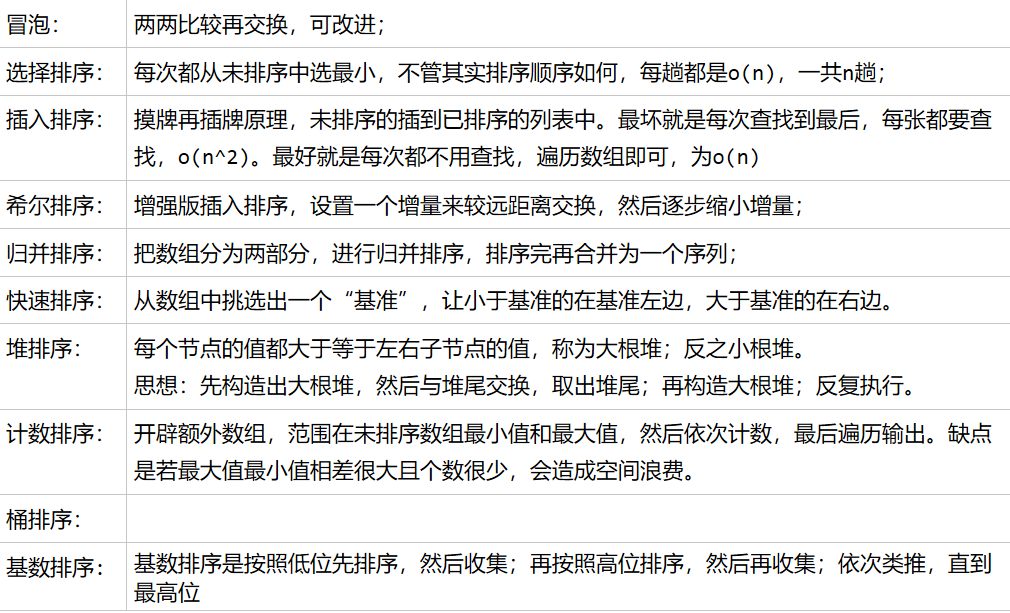 冒泡： 两两比较再交换，可改进；
选择排序： 每次都从未排序中选最小，不管其实排序顺序如何，每趟都是o(n)，一共n趟；
插入排序： 摸牌再插牌原理，未排序的插到已排序的列表中。最坏就是每次查找到最后，每张都要查
找，o(n^2)。最好就是每次都不用查找，遍历数组即可，为o(n)
希尔排序： 增强版插入排序，设置一个增量来较远距离交换，然后逐步缩小增量；
归并排序： 把数组分为两部分，进行归并排序，排序完再合并为一个序列；
快速排序： 从数组中挑选出一个“基准”，让小于基准的在基准左边，大于基准的在右边。
堆排序： 每个节点的值都大于等于左右子节点的值，称为大根堆；反之小根堆。
思想：先构造出大根堆，然后与堆尾交换，取出堆尾；再构造大根堆；反复执行。
计数排序： 开辟额外数组，范围在未排序数组最小值和最大值，然后依次计数，最后遍历输出。缺点
是若最大值最小值相差很大且个数很少，会造成空间浪费。
桶排序：
基数排序： 基数排序是按照低位先排序，然后收集；再按照高位排序，然后再收集；依次类推，直到
最高位